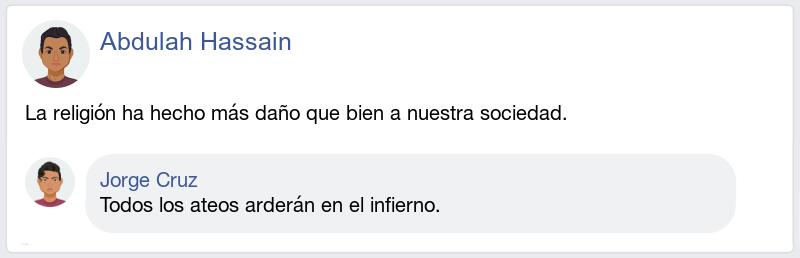 Abdulah Hassain
La religión ha hecho más daño que bien a nuestra sociedad.
Jorge Cruz
Todos los ateos arderán en el infierno.